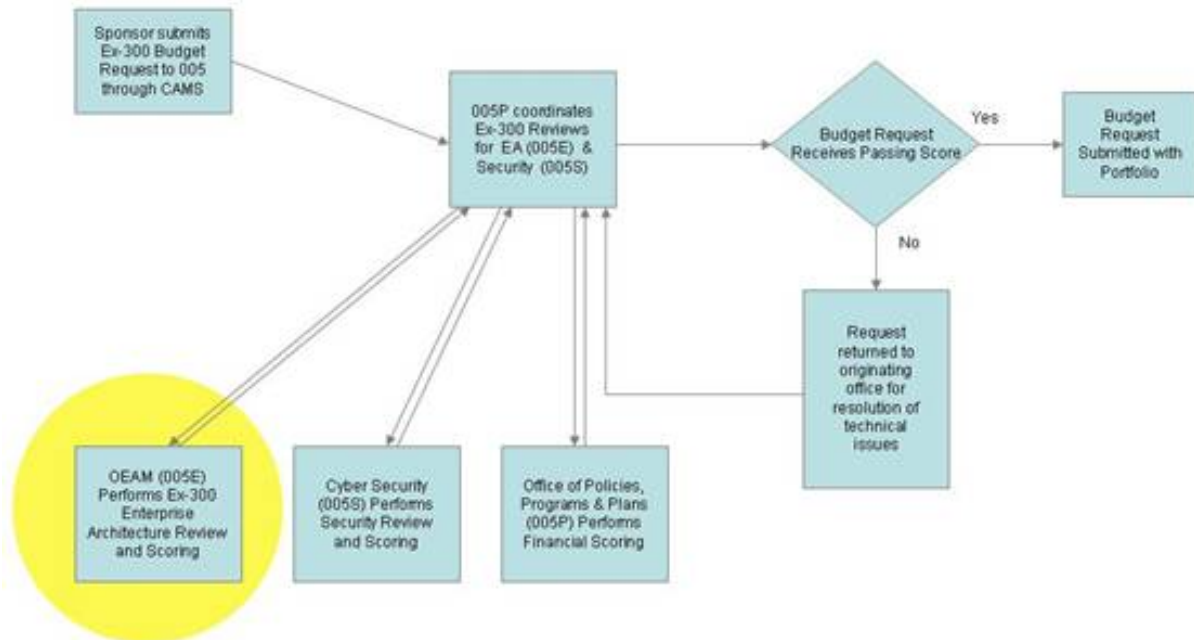 Sponsor submits
Ex-300 Budget
Request to 005
through CAMS
005P coordinates
Ex-300 Reviews
for EA (005E) &
Security (005S)
Budget Request
Receives Passing Score
Yes
Budget
Request
Submitted with
Portfolio
No
Request
returned to
originating
office for
resolution of
technical
issues
OEAM (005E)
Performs Ex-300
Enterprise
Architecture Review
and Scoring
Cyber Security
(005S) Performs
Security Review
and Scoring
Office of Policies,
Programs & Plans
(005P) Performs
Financial Scoring